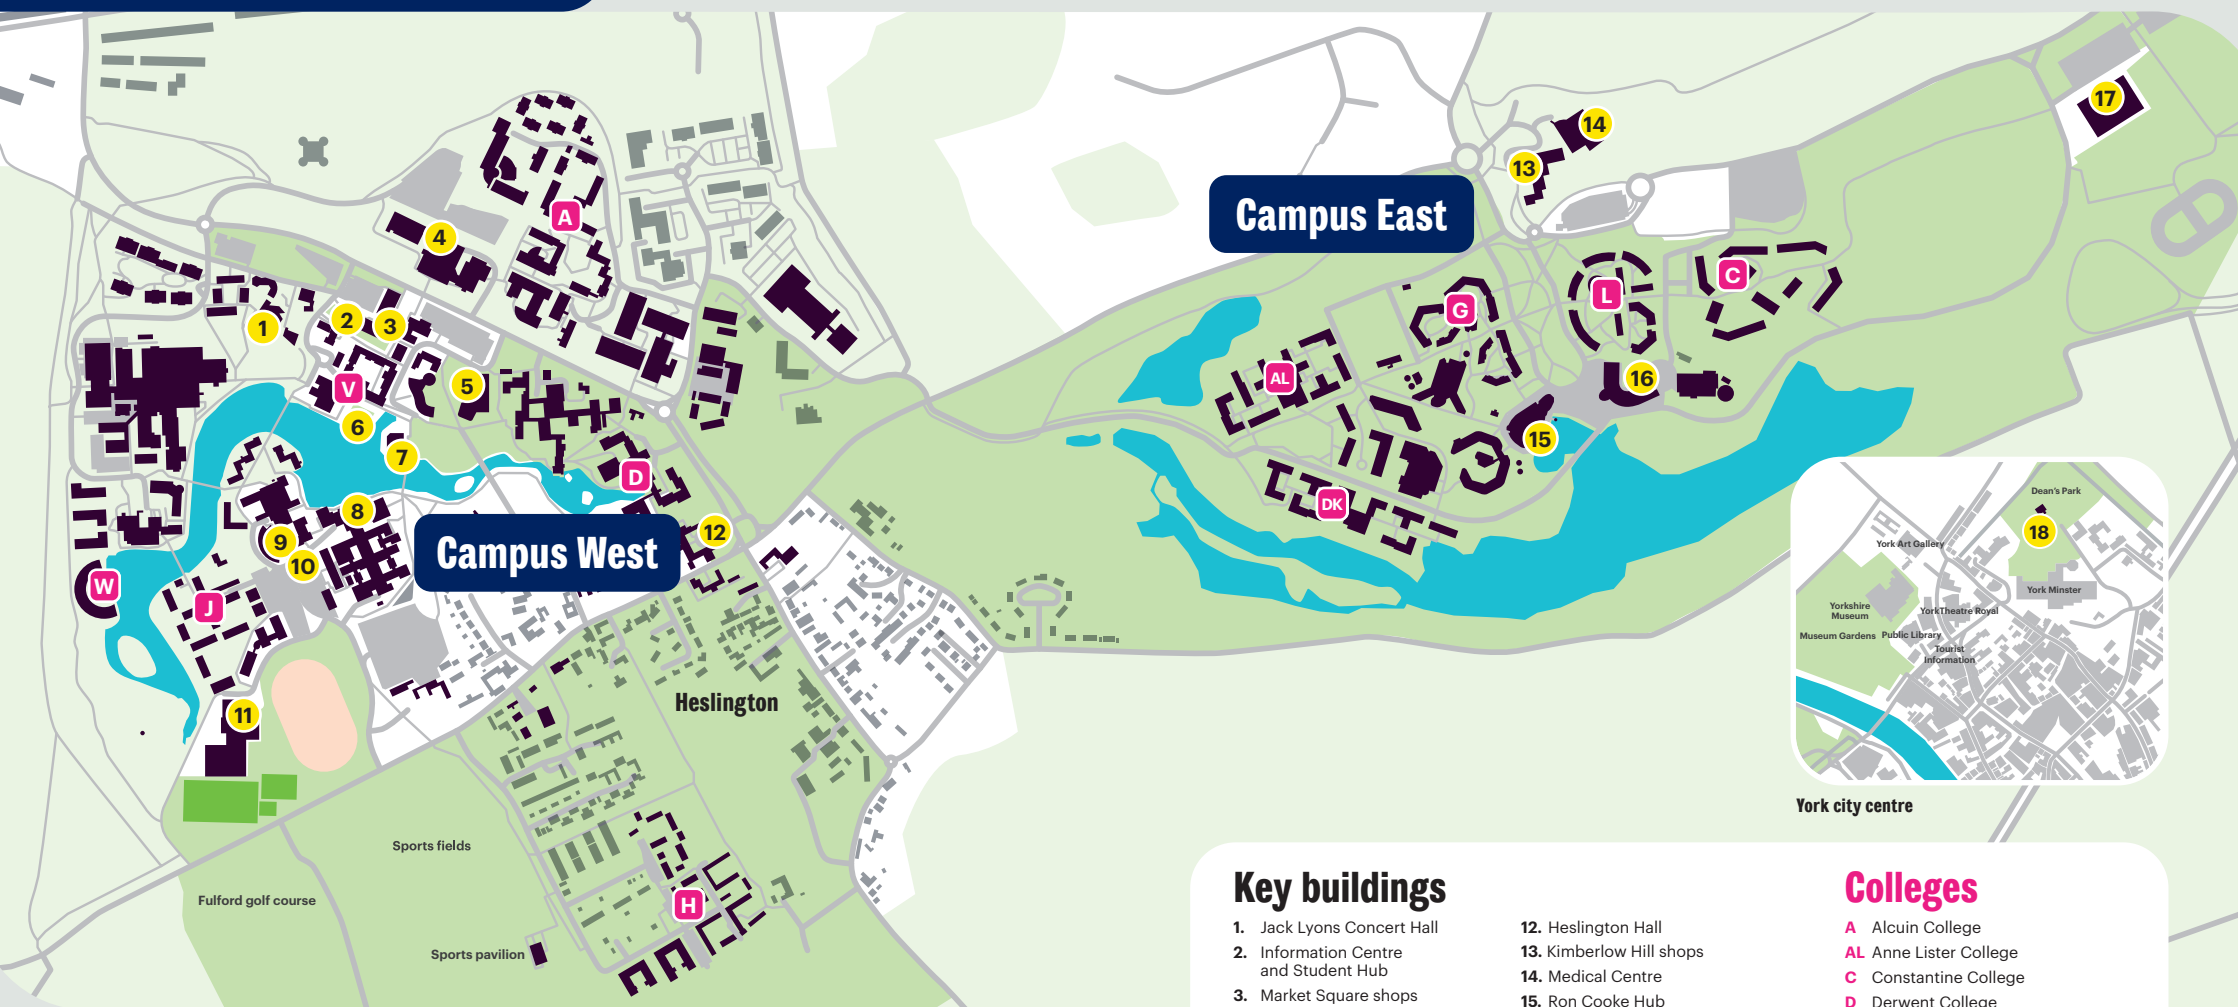 17
14
13
Campus East
A
4
C
L
G
2
3
1
AL
16
V
5
6
15
7
D
DK
8
12
9
10
Campus West
W
J
Dean's Park
18
York Art Gallery
York Minster
Yorkshire
Museum
YorkTheatre Royal
Museum Gardens
Public Library
Tourist
Information
Heslington
11
York city centre
Sports fields
Fulford golf course
H
Sports pavilion
Key buildings
1. Jack Lyons Concert Hall
2. Information Centre
and Student Hub
3. Market Square shops
12. Heslington Hall
13. Kimberlow Hill shops
14. Medical Centre
15. Ron Cooke Hub
Colleges
A Alcuin College
AL Anne Lister College
C Constantine College
D Derwent College